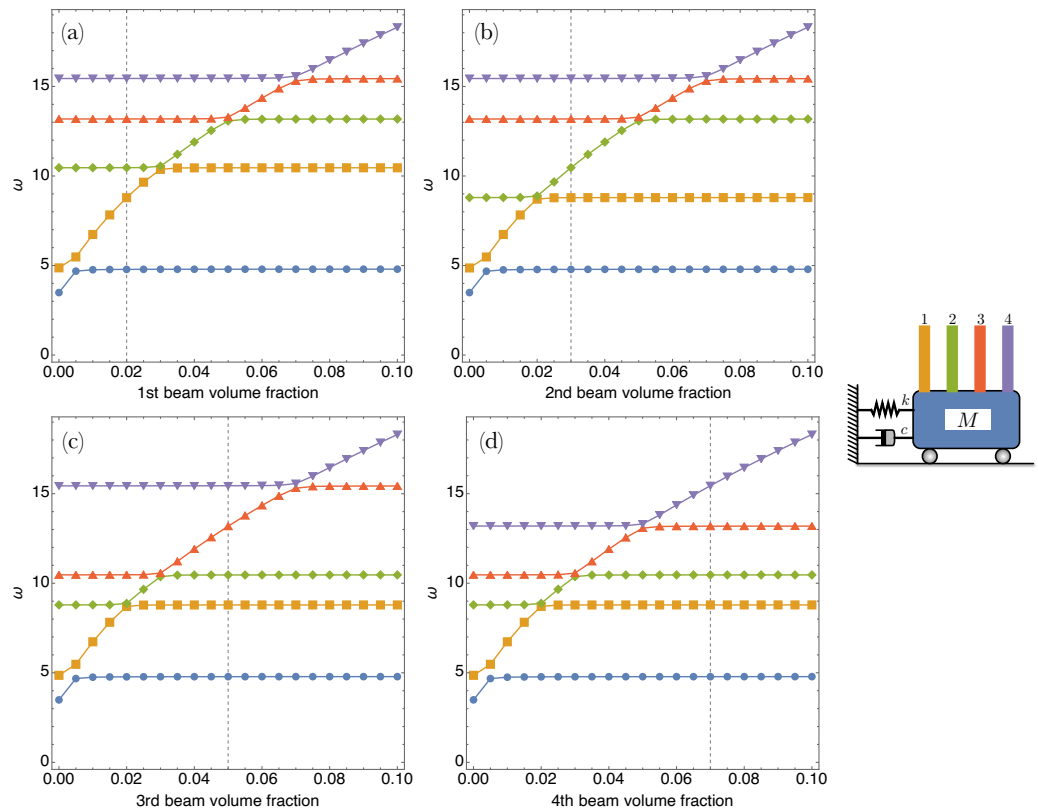 (a)
15
10
5
0
ω
0.00 0.02 0.04 0.06 0.08 0.10
1st beam volume fraction
(b)
15
10
5
0
ω
0.00 0.02 0.04 0.06 0.08 0.10
2nd beam volume fraction
(c)
15
10
5
0
ω
0.00 0.02 0.04 0.06 0.08 0.10
3rd beam volume fraction
(d)
15
10
5
0
ω
0.00 0.02 0.04 0.06 0.08 0.10
4th beam volume fraction
1 2 3 4
k
c
M